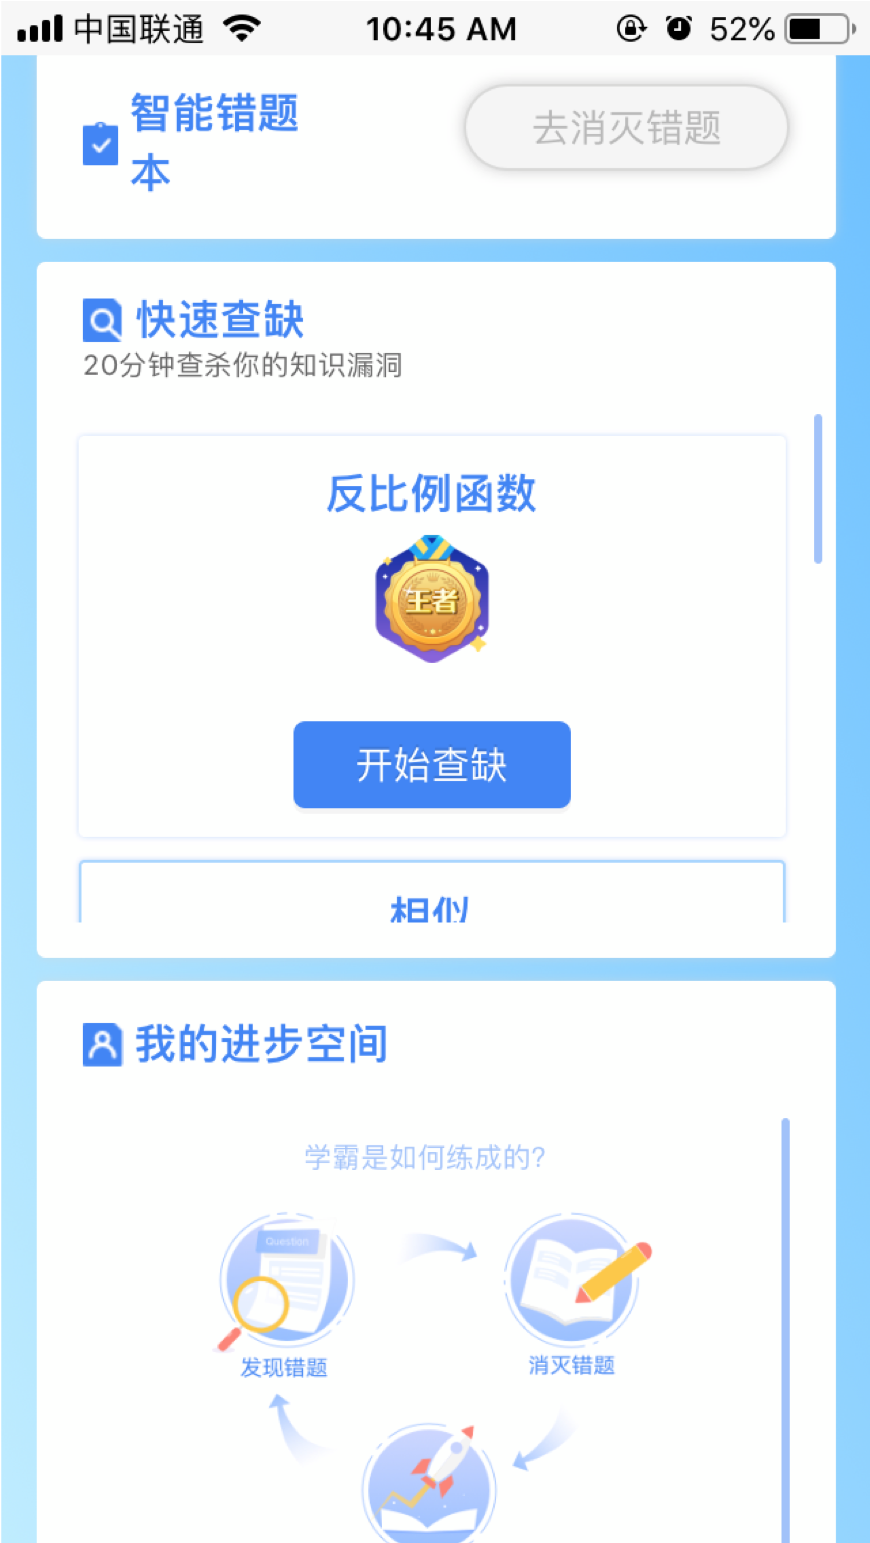 中国联通 10:45 AM 52%
智能错题
本
去消灭错题
快速查缺
20分钟查杀你的知识漏洞
反比例函数
王者
开始查缺
相似
我的进步空间
学霸是如何练成的?
Question
发现错题
消灭错题